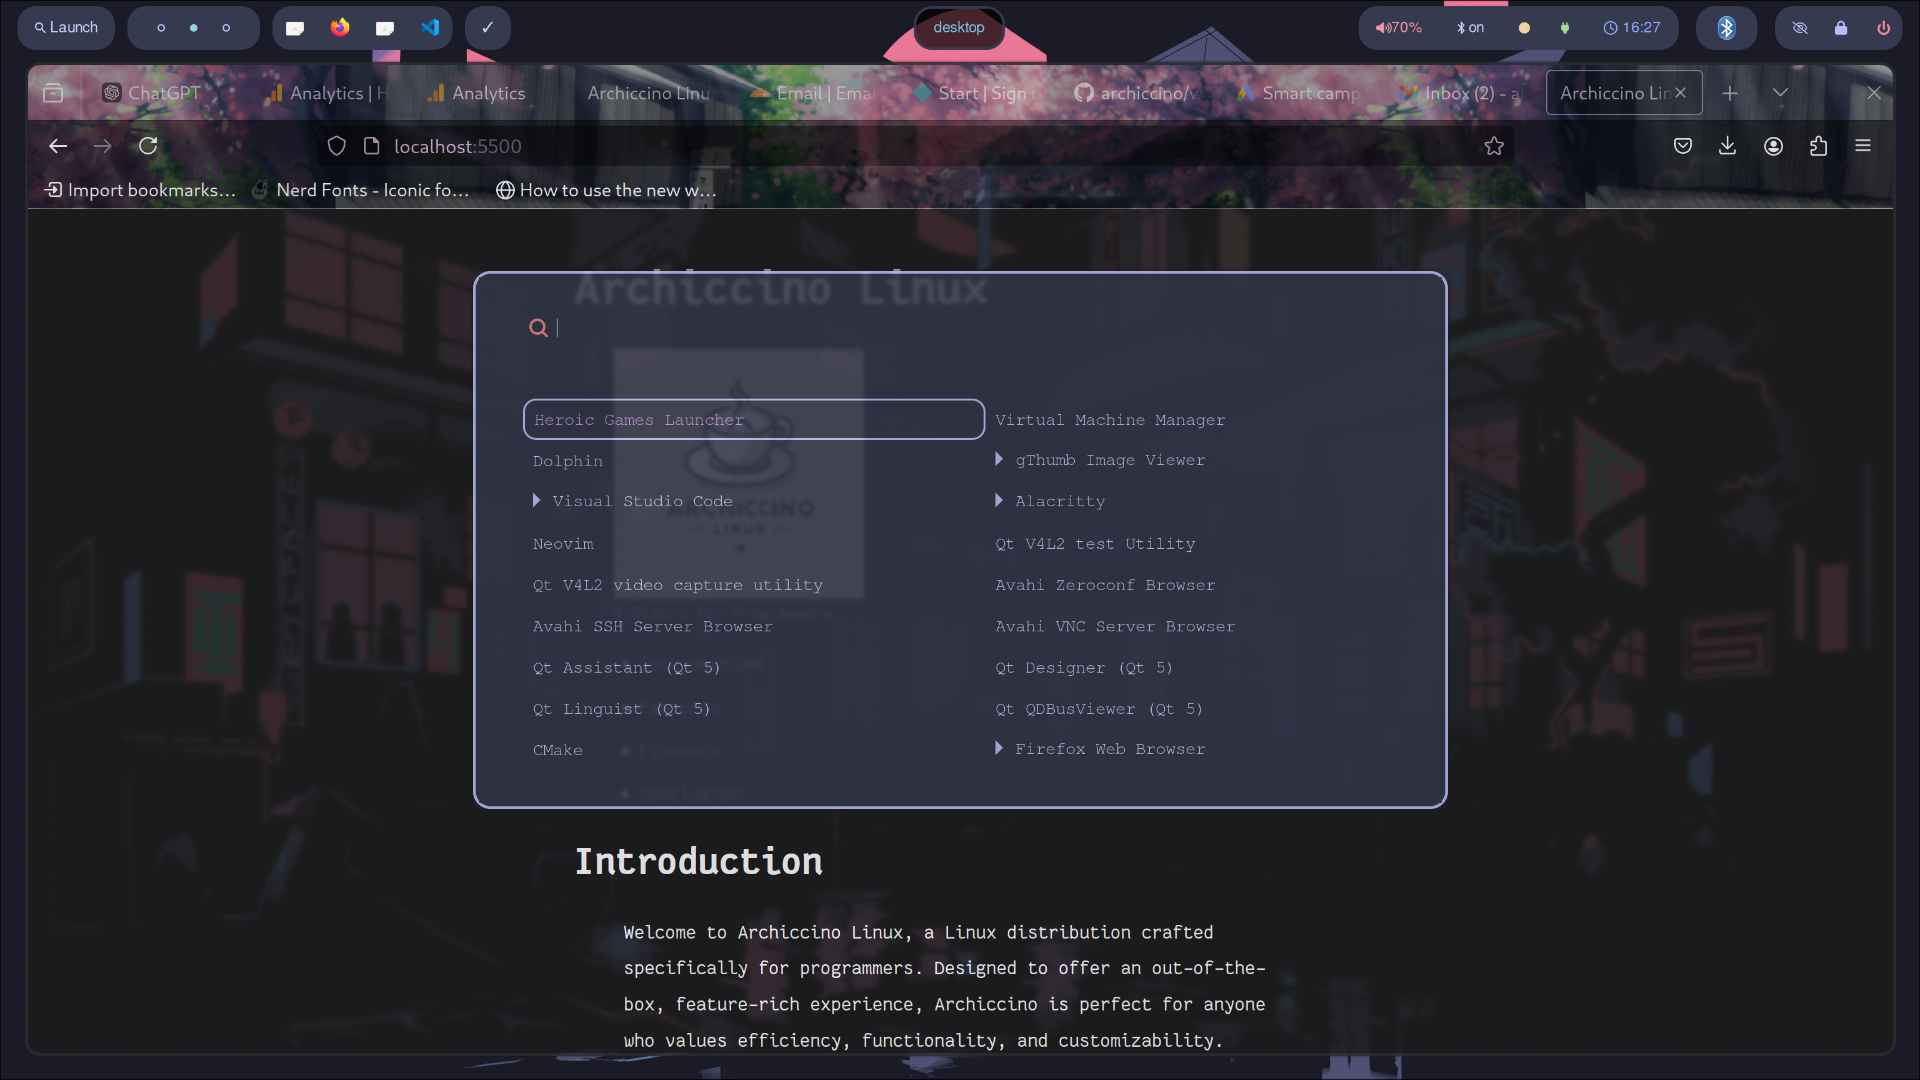 Launch
desktop
70%
on
16:27
ChatGPT
Analytics | H
Analytics
Archiccino Linu
Email | Ema
Start | Sign
archiccino/v
Smart camp
Inbox (2) - a
Archiccino Lin
localhost:5500
Import bookmarks...
Nerd Fonts - Iconic fo...
How to use the new w...
Archiccino Linux
Heroic Games Launcher
Virtual Machine Manager
Dolphin
gThumb Image Viewer
Visual Studio Code
Alacritty
ARCHICCINO
LINUX
Neovim
Qt V4L2 test Utility
Qt V4L2 video capture utility
Avahi Zeroconf Browser
Avahi SSH Server Browser
Avahi VNC Server Browser
Qt Assistant (Qt 5)
Qt Designer (Qt 5)
Qt Linguist (Qt 5)
Qt QDBusViewer (Qt 5)
CMake
Firefox Web Browser
Flavours
Conclusion
Introduction
Welcome to Archiccino Linux, a Linux distribution crafted
specifically for programmers. Designed to offer an out-of-the-
box, feature-rich experience, Archiccino is perfect for anyone
who values efficiency, functionality, and customizability.